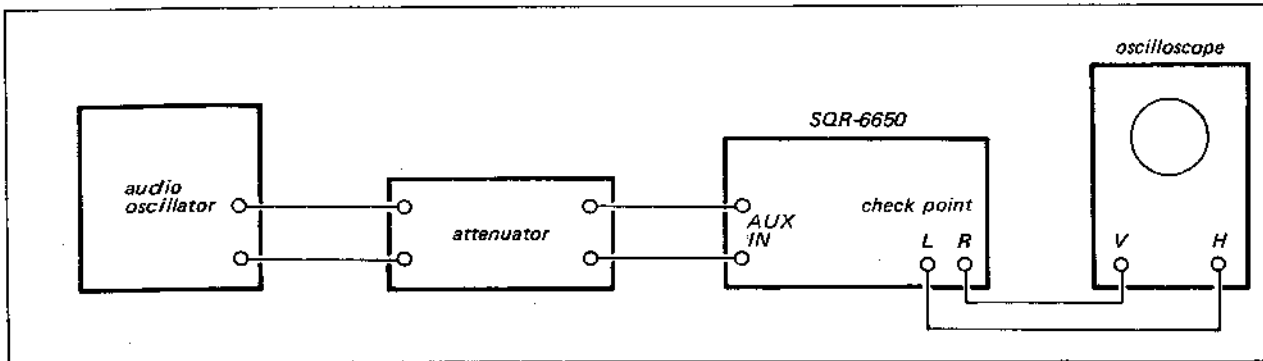 oscilloscope
SQR-6650
audio
oscillator
attenuator
AUX
IN
check point
L R
V H